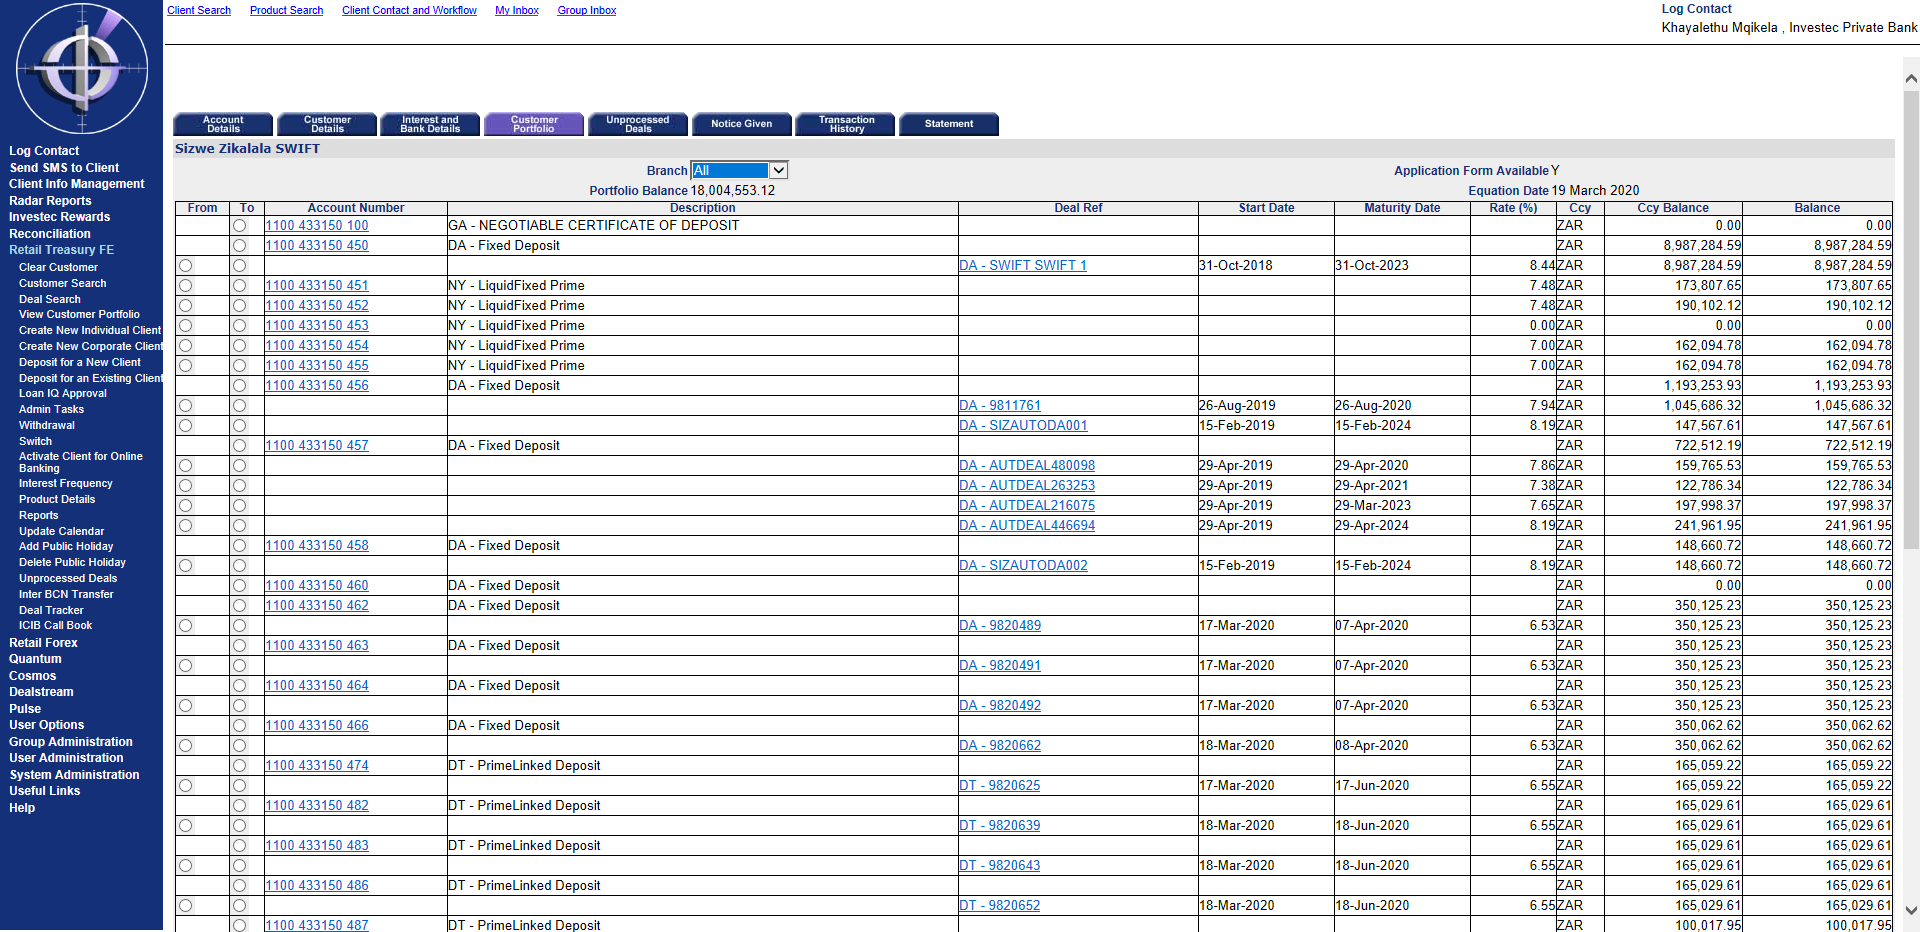 Client Search Product Search Client Contact and Workflow My Inbox Group Inbox
Log Contact
Khayalethu Mqikela , Investec Private Bank
Log Contact
Send SMS to Client
Client Info Management
Radar Reports
Investec Rewards
Reconciliation
Retail Treasury FE
Clear Customer
Customer Search
Deal Search
View Customer Portfolio
Create New Individual Client
Create New Corporate Client
Deposit for a New Client
Deposit for an Existing Client
Loan IQ Approval
Admin Tasks
Withdrawal
Switch
Activate Client for Online
Banking
Interest Frequency
Product Details
Reports
Update Calendar
Add Public Holiday
Delete Public Holiday
Unprocessed Deals
Inter BCN Transfer
Deal Tracker
ICIB Call Book
Retail Forex
Quantum
Cosmos
Dealstream
Pulse
User Options
Group Administration
User Administration
System Administration
Useful Links
Help
Account Details Customer Details Interest and Bank Details Customer Portfolio Unprocessed Deals Notice Given Transaction History Statement
Sizwe Zikalala SWIFT
Branch All Application Form Available Y
Portfolio Balance 18,004,553.12 Equation Date 19 March 2020
From To Account Number Description Deal Ref Start Date Maturity Date Rate (%) Ccy Ccy Balance Balance
1100 433150 100 GA - NEGOTIABLE CERTIFICATE OF DEPOSIT ZAR 0.00 0.00
1100 433150 450 DA - Fixed Deposit ZAR 8,987,284.59 8,987,284.59
DA - SWIFT SWIFT 1 31-Oct-2018 31-Oct-2023 8.44 ZAR 8,987,284.59 8,987,284.59
1100 433150 451 NY - LiquidFixed Prime 7.48 ZAR 173,807.65 173,807.65
1100 433150 452 NY - LiquidFixed Prime 7.48 ZAR 190,102.12 190,102.12
1100 433150 453 NY - LiquidFixed Prime 0.00 ZAR 0.00 0.00
1100 433150 454 NY - LiquidFixed Prime 7.00 ZAR 162,094.78 162,094.78
1100 433150 455 NY - LiquidFixed Prime 7.00 ZAR 162,094.78 162,094.78
1100 433150 456 DA - Fixed Deposit ZAR 1,193,253.93 1,193,253.93
DA - 9811761 26-Aug-2019 26-Aug-2020 7.94 ZAR 1,045,686.32 1,045,686.32
DA - SIZAUTODA001 15-Feb-2019 15-Feb-2024 8.19 ZAR 147,567.61 147,567.61
1100 433150 457 DA - Fixed Deposit ZAR 722,512.19 722,512.19
DA - AUTDEAL480098 29-Apr-2019 29-Apr-2020 7.86 ZAR 159,765.53 159,765.53
DA - AUTDEAL263253 29-Apr-2019 29-Apr-2021 7.38 ZAR 122,786.34 122,786.34
DA - AUTDEAL216075 29-Apr-2019 29-Mar-2023 7.65 ZAR 197,998.37 197,998.37
DA - AUTDEAL446694 29-Apr-2019 29-Apr-2024 8.19 ZAR 241,961.95 241,961.95
1100 433150 458 DA - Fixed Deposit ZAR 148,660.72 148,660.72
DA - SIZAUTODA002 15-Feb-2019 15-Feb-2024 8.19 ZAR 148,660.72 148,660.72
1100 433150 460 DA - Fixed Deposit ZAR 0.00 0.00
1100 433150 462 DA - Fixed Deposit ZAR 350,125.23 350,125.23
DA - 9820489 17-Mar-2020 07-Apr-2020 6.53 ZAR 350,125.23 350,125.23
1100 433150 463 DA - Fixed Deposit ZAR 350,125.23 350,125.23
DA - 9820491 17-Mar-2020 07-Apr-2020 6.53 ZAR 350,125.23 350,125.23
1100 433150 464 DA - Fixed Deposit ZAR 350,125.23 350,125.23
DA - 9820492 17-Mar-2020 07-Apr-2020 6.53 ZAR 350,125.23 350,125.23
1100 433150 466 DA - Fixed Deposit ZAR 350,062.62 350,062.62
DA - 9820662 18-Mar-2020 08-Apr-2020 6.53 ZAR 350,062.62 350,062.62
1100 433150 474 DT - PrimeLinked Deposit ZAR 165,059.22 165,059.22
DT - 9820625 17-Mar-2020 17-Jun-2020 6.55 ZAR 165,059.22 165,059.22
1100 433150 482 DT - PrimeLinked Deposit ZAR 165,029.61 165,029.61
DT - 9820639 18-Mar-2020 18-Jun-2020 6.55 ZAR 165,029.61 165,029.61
1100 433150 483 DT - PrimeLinked Deposit ZAR 165,029.61 165,029.61
DT - 9820643 18-Mar-2020 18-Jun-2020 6.55 ZAR 165,029.61 165,029.61
1100 433150 486 DT - PrimeLinked Deposit ZAR 165,029.61 165,029.61
DT - 9820652 18-Mar-2020 18-Jun-2020 6.55 ZAR 165,029.61 165,029.61
1100 433150 487 DT - PrimeLinked Deposit ZAR 100,017.95 100,017.95